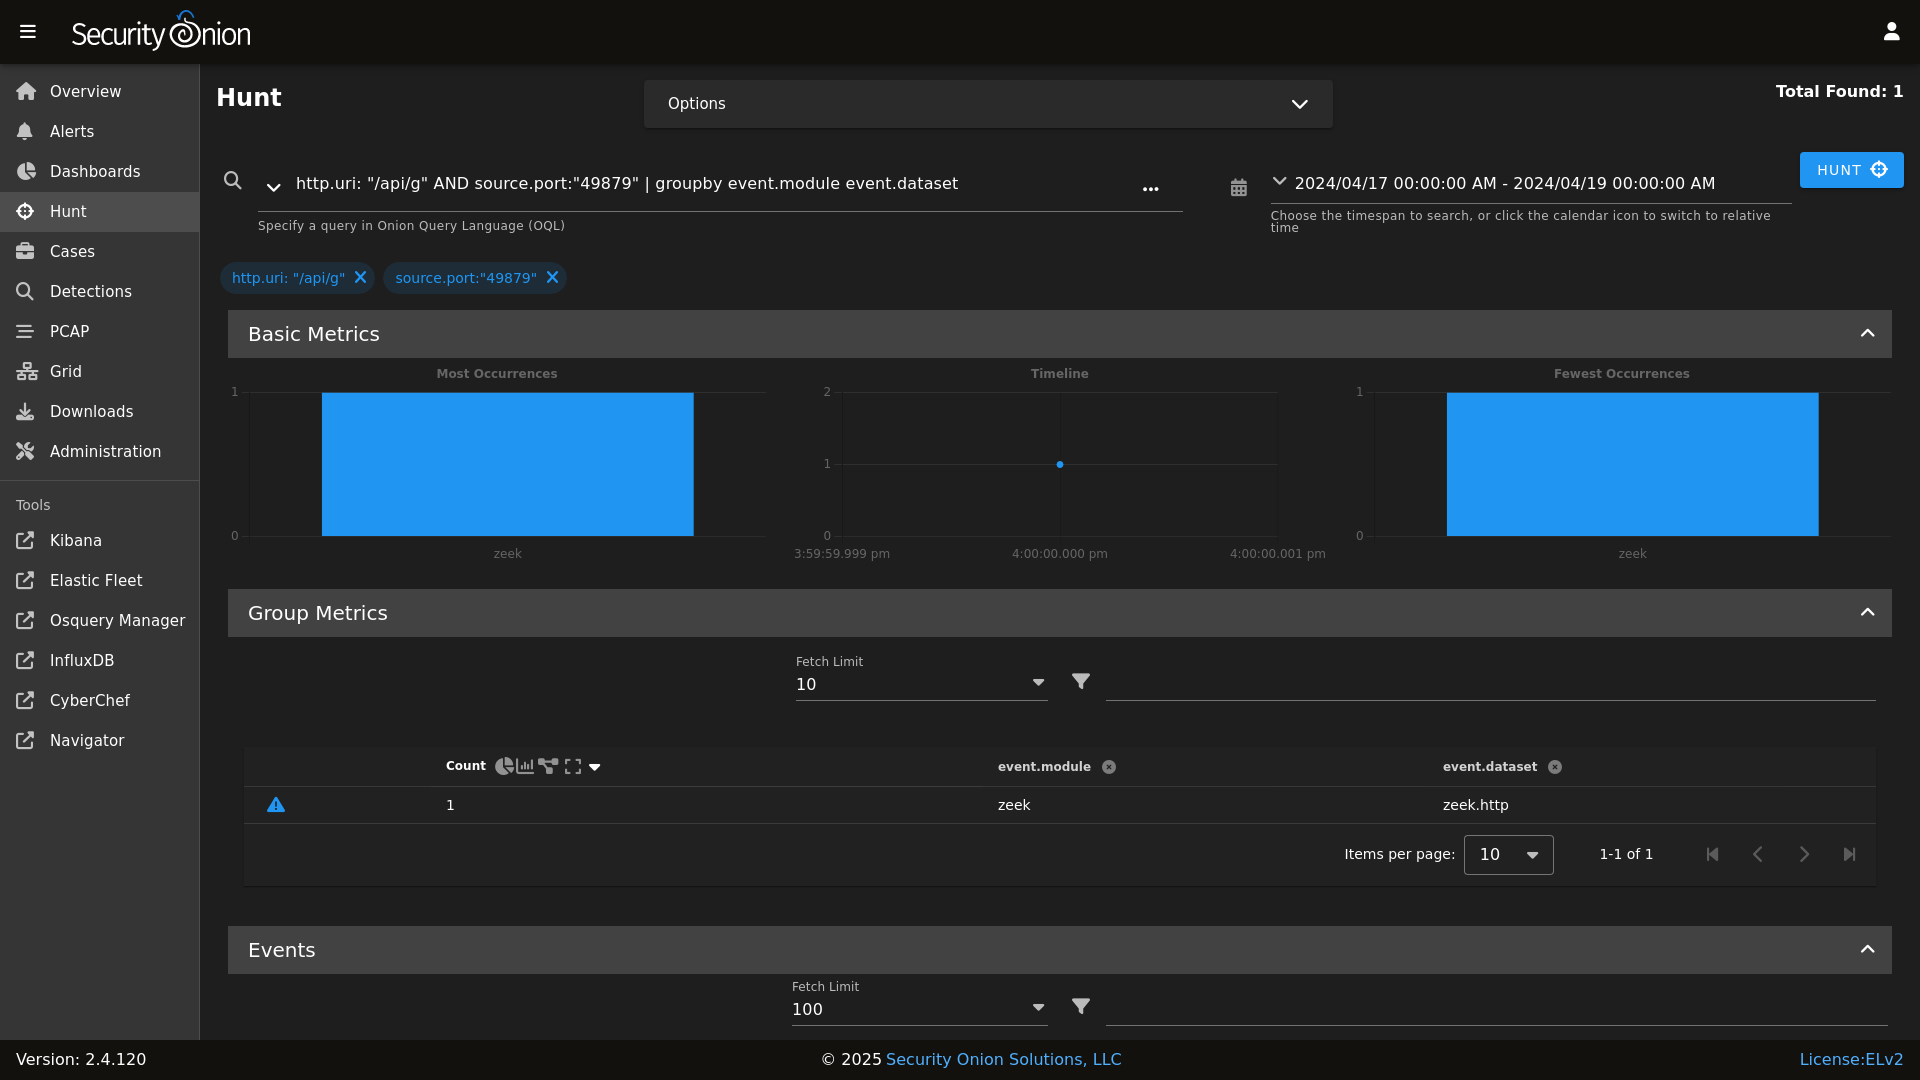 Security Onion
Overview
Alerts
Dashboards
Hunt
Cases
Detections
PCAP
Grid
Downloads
Administration
Tools
Kibana
Elastic Fleet
Osquery Manager
InfluxDB
CyberChef
Navigator
Hunt
Options
Total Found: 1
http.uri: "/api/g" AND source.port:"49879" | groupby event.module event.dataset
Specify a query in Onion Query Language (OQL)
2024/04/17 00:00:00 AM - 2024/04/19 00:00:00 AM
Choose the timespan to search, or click the calendar icon to switch to relative
time
HUNT
http.uri: "/api/g"
source.port:"49879"
Basic Metrics
Most Occurrences
1
0
zeek
Timeline
2
1
0
3:59:59.999 pm
4:00:00.000 pm
4:00:00.001 pm
Fewest Occurrences
1
0
zeek
Group Metrics
Fetch Limit
10
Count event.module event.dataset
1 zeek zeek.http
Items per page: 10 1-1 of 1
Events
Fetch Limit
100
Version: 2.4.120
© 2025 Security Onion Solutions, LLC
License:ELv2